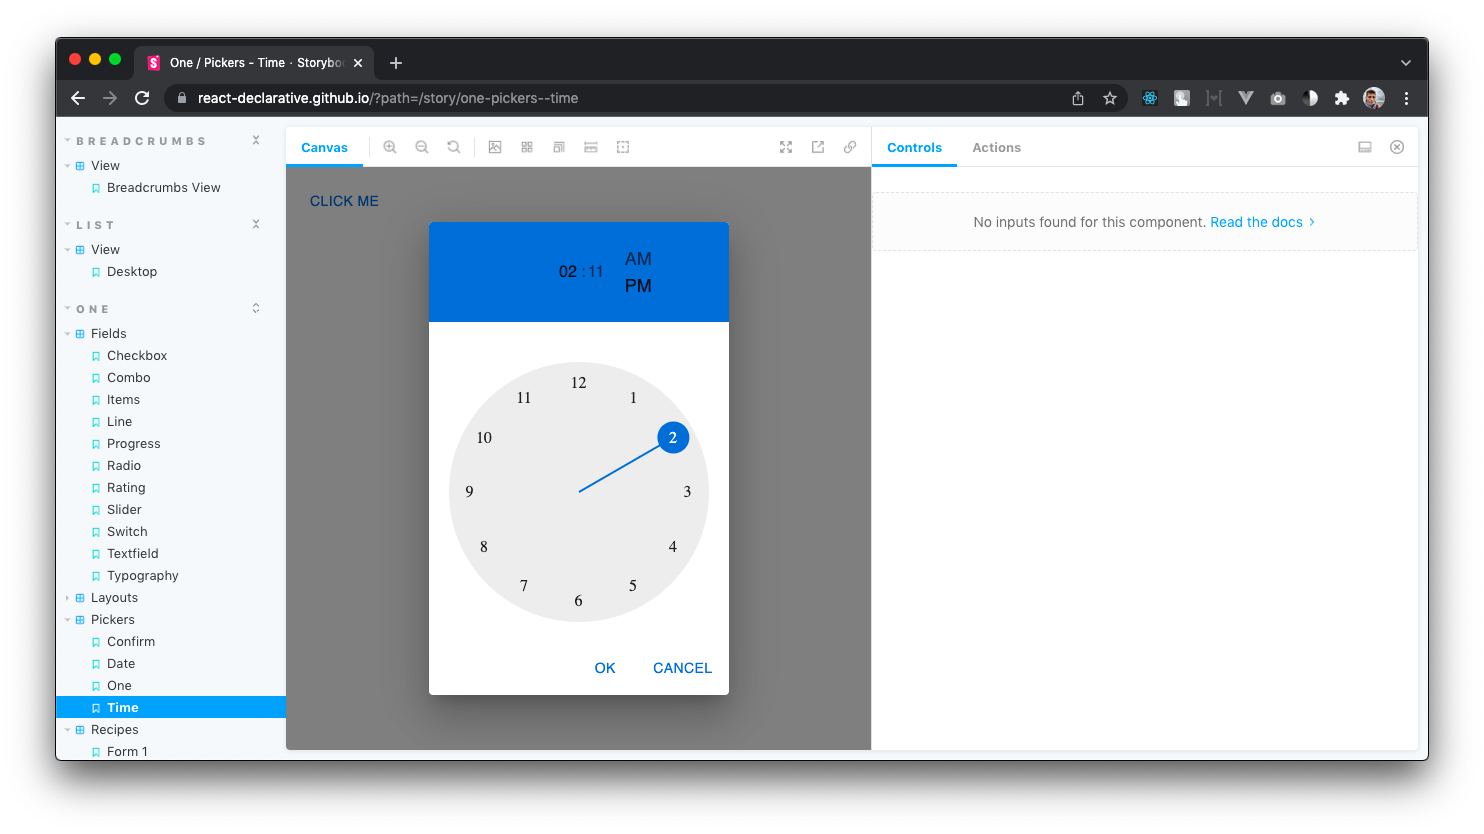 One / Pickers - Time · Storyboo
react-declarative.github.io/?path=/story/one-pickers--time
BREADCRUMBS
View
Breadcrumbs View
LIST
View
Desktop
ONE
Fields
Checkbox
Combo
Items
Line
Progress
Radio
Rating
Slider
Switch
Textfield
Typography
Layouts
Pickers
Confirm
Date
One
Time
Recipes
Form 1
Canvas
CLICK ME
02 : 11
AM
PM
12
1
2
3
4
5
6
7
8
9
10
11
OK CANCEL
Controls Actions
No inputs found for this component. Read the docs